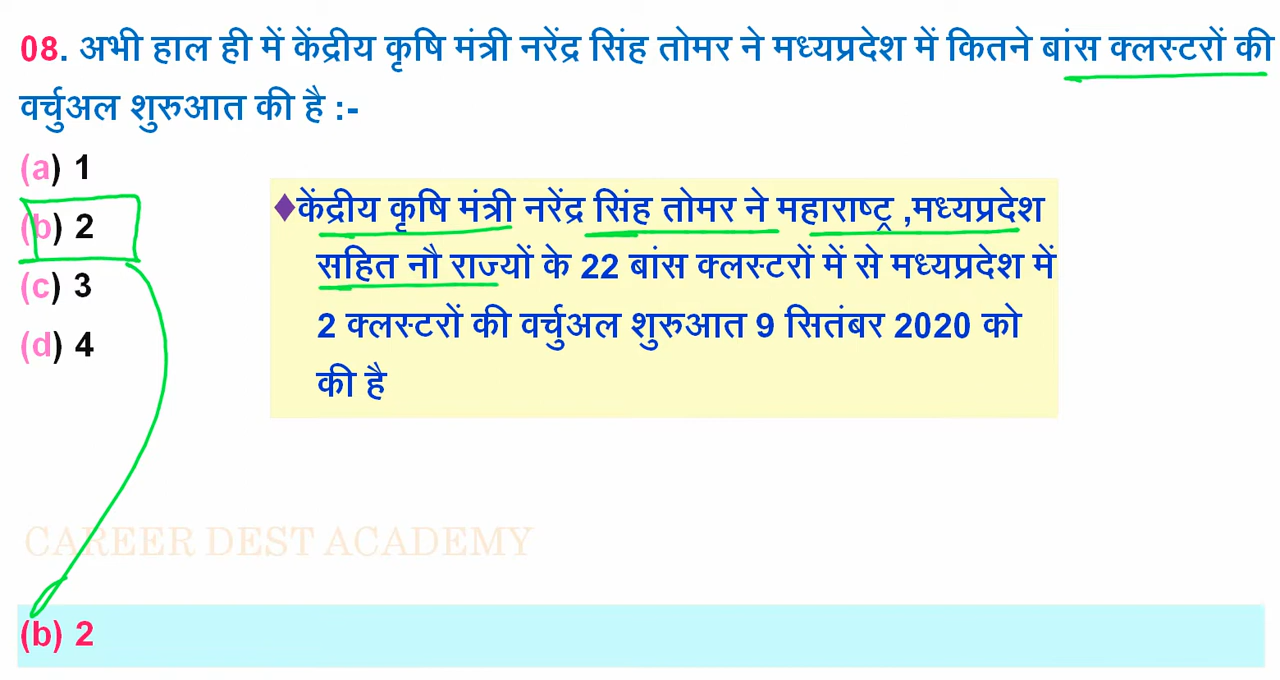 08. अभी हाल ही में केंद्रीय कृषि मंत्री नरेंद्र सिंह तोमर ने मध्यप्रदेश में कितने बांस क्लस्टरों की
वर्चुअल शुरुआत की है :-
(a) 1
(b) 2
(c) 3
(d) 4
♦केंद्रीय कृषि मंत्री नरेंद्र सिंह तोमर ने महाराष्ट्र ,मध्यप्रदेश
सहित नौ राज्यों के 22 बांस क्लस्टरों में से मध्यप्रदेश में
2 क्लस्टरों की वर्चुअल शुरुआत 9 सितंबर 2020 को
की है
CAREER DEST ACADEMY
(b) 2